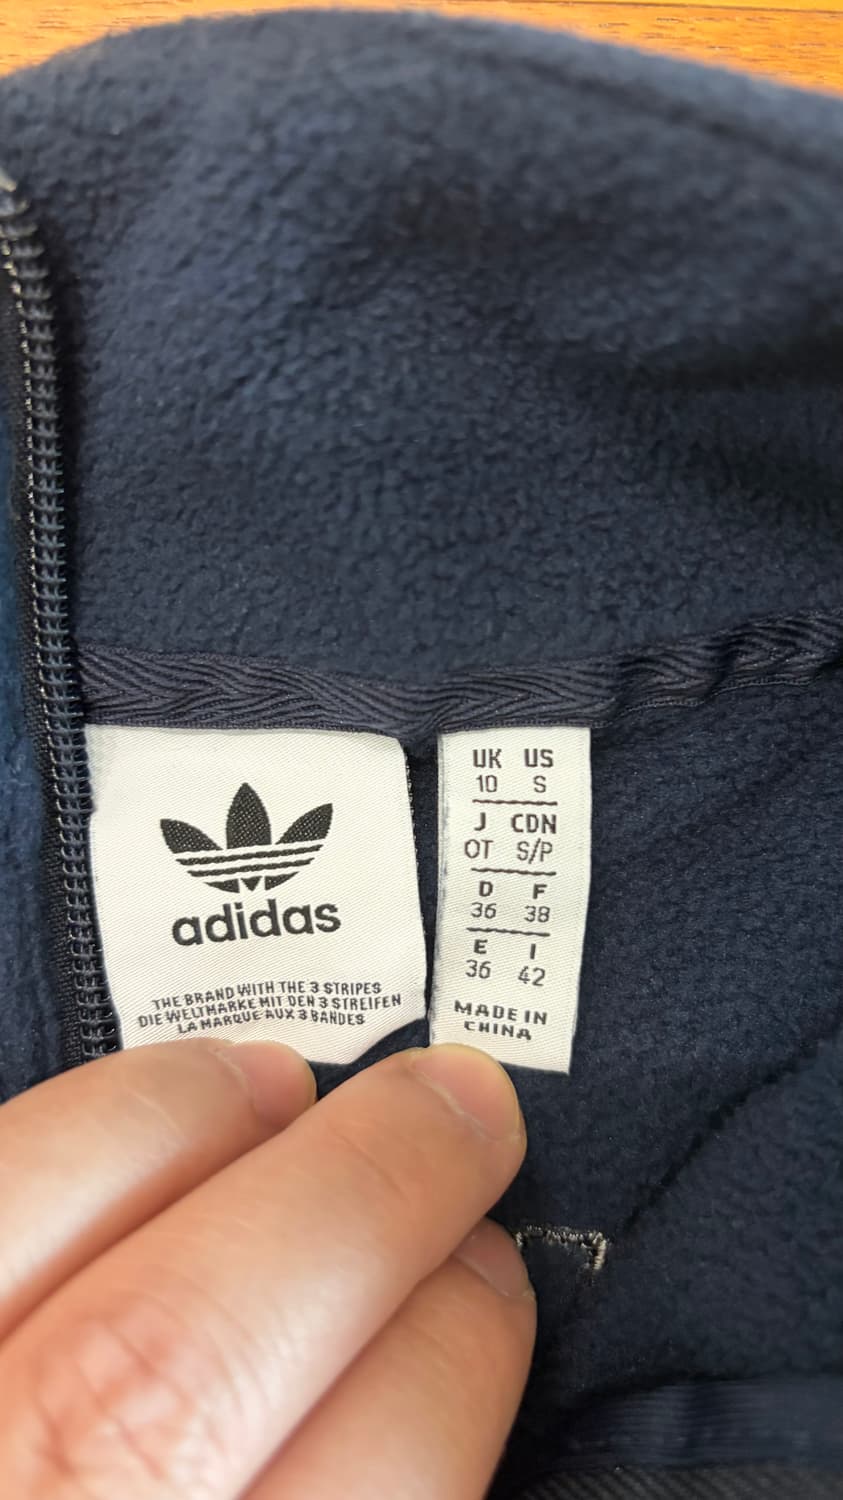 adidas
THE BRAND WITH THE 3 STRIPES
DIE WELTMARKE MIT DEN 3 STREIFEN
LA MARQUE AUX 3 BANDES
UK US
10 S
J CDN
OT S/P
D F
36 38
E I
36 42
MADE IN
CHINA